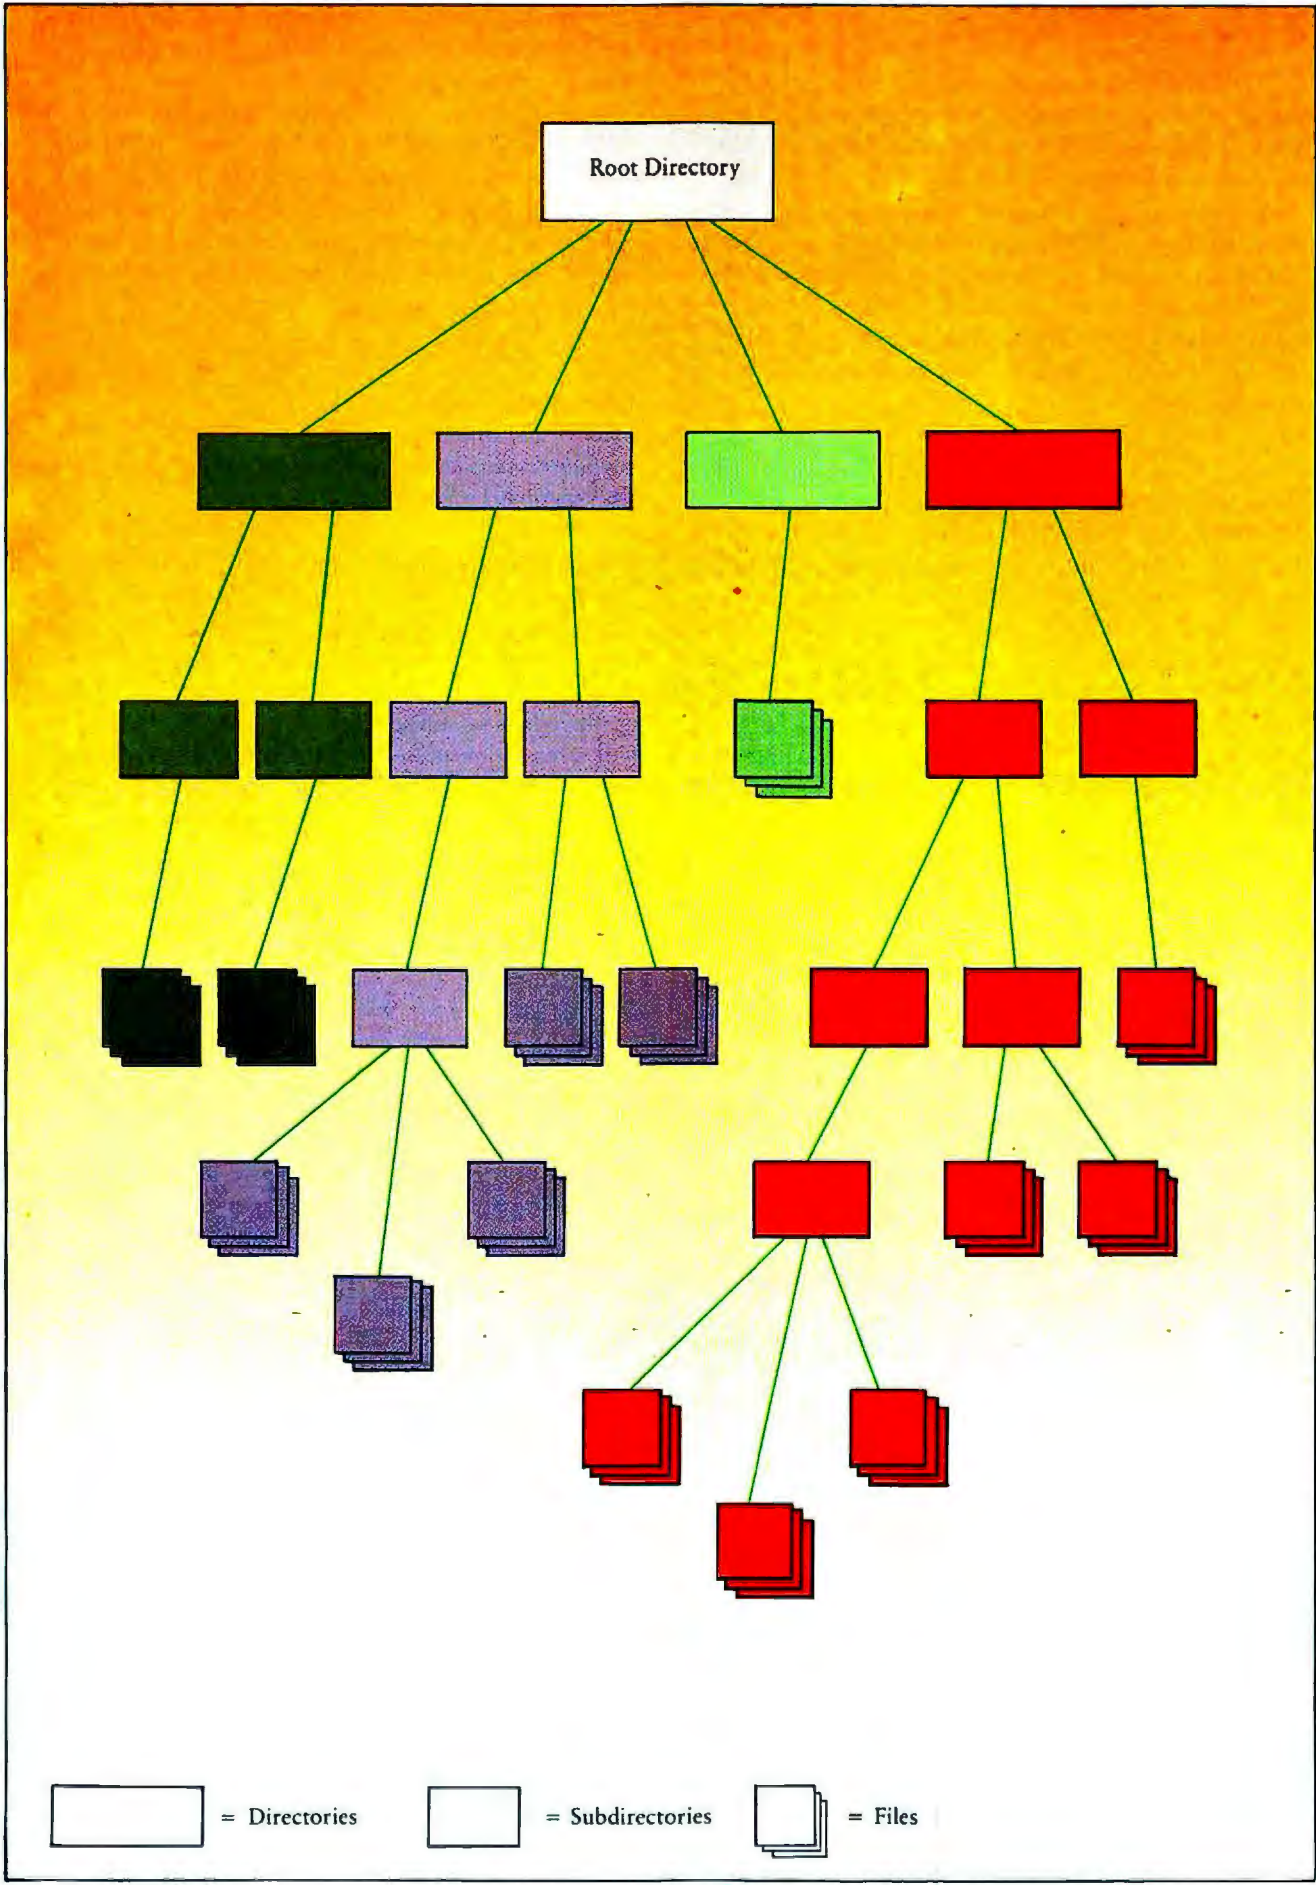 Root Directory
= Directories
= Subdirectories
= Files